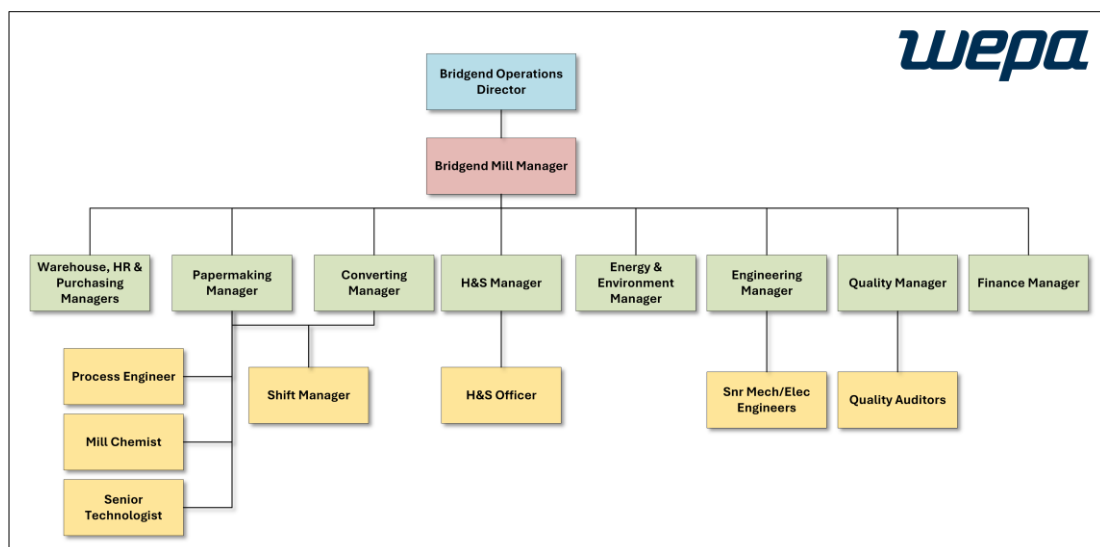 wepa
Bridgend Operations
Director
Bridgend Mill Manager
Warehouse, HR &
Purchasing
Managers
Papermaking
Manager
Converting
Manager
H&S Manager
Energy &
Environment
Manager
Engineering
Manager
Quality Manager
Finance Manager
Process Engineer
Shift Manager
H&S Officer
Snr Mech/Elec
Engineers
Quality Auditors
Mill Chemist
Senior
Technologist